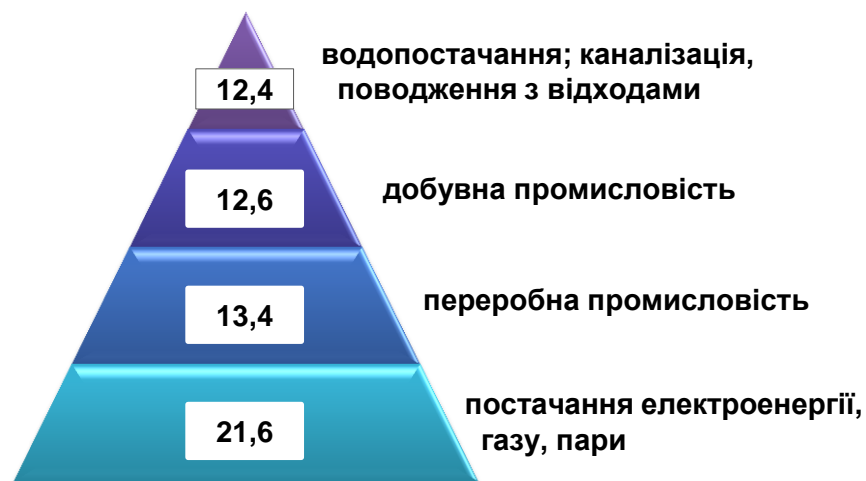 водопостачання; каналізація,
поводження з відходами
12,4
12,6
добувна промисловість
13,4
переробна промисловість
21,6
постачання електроенергії,
газу, пари